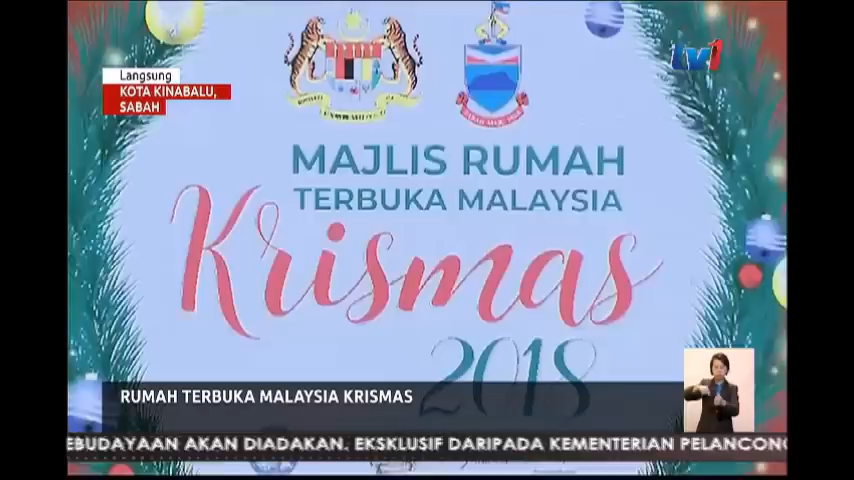 tv1
Langsung
KOTA KINABALU,
SABAH
MAJLIS RUMAH
TERBUKA MALAYSIA
Krismas
2018
RUMAH TERBUKA MALAYSIA KRISMAS
EBUDAYAAN AKAN DIADAKAN. EKSKLUSIF DARIPADA KEMENTERIAN PELANCONG